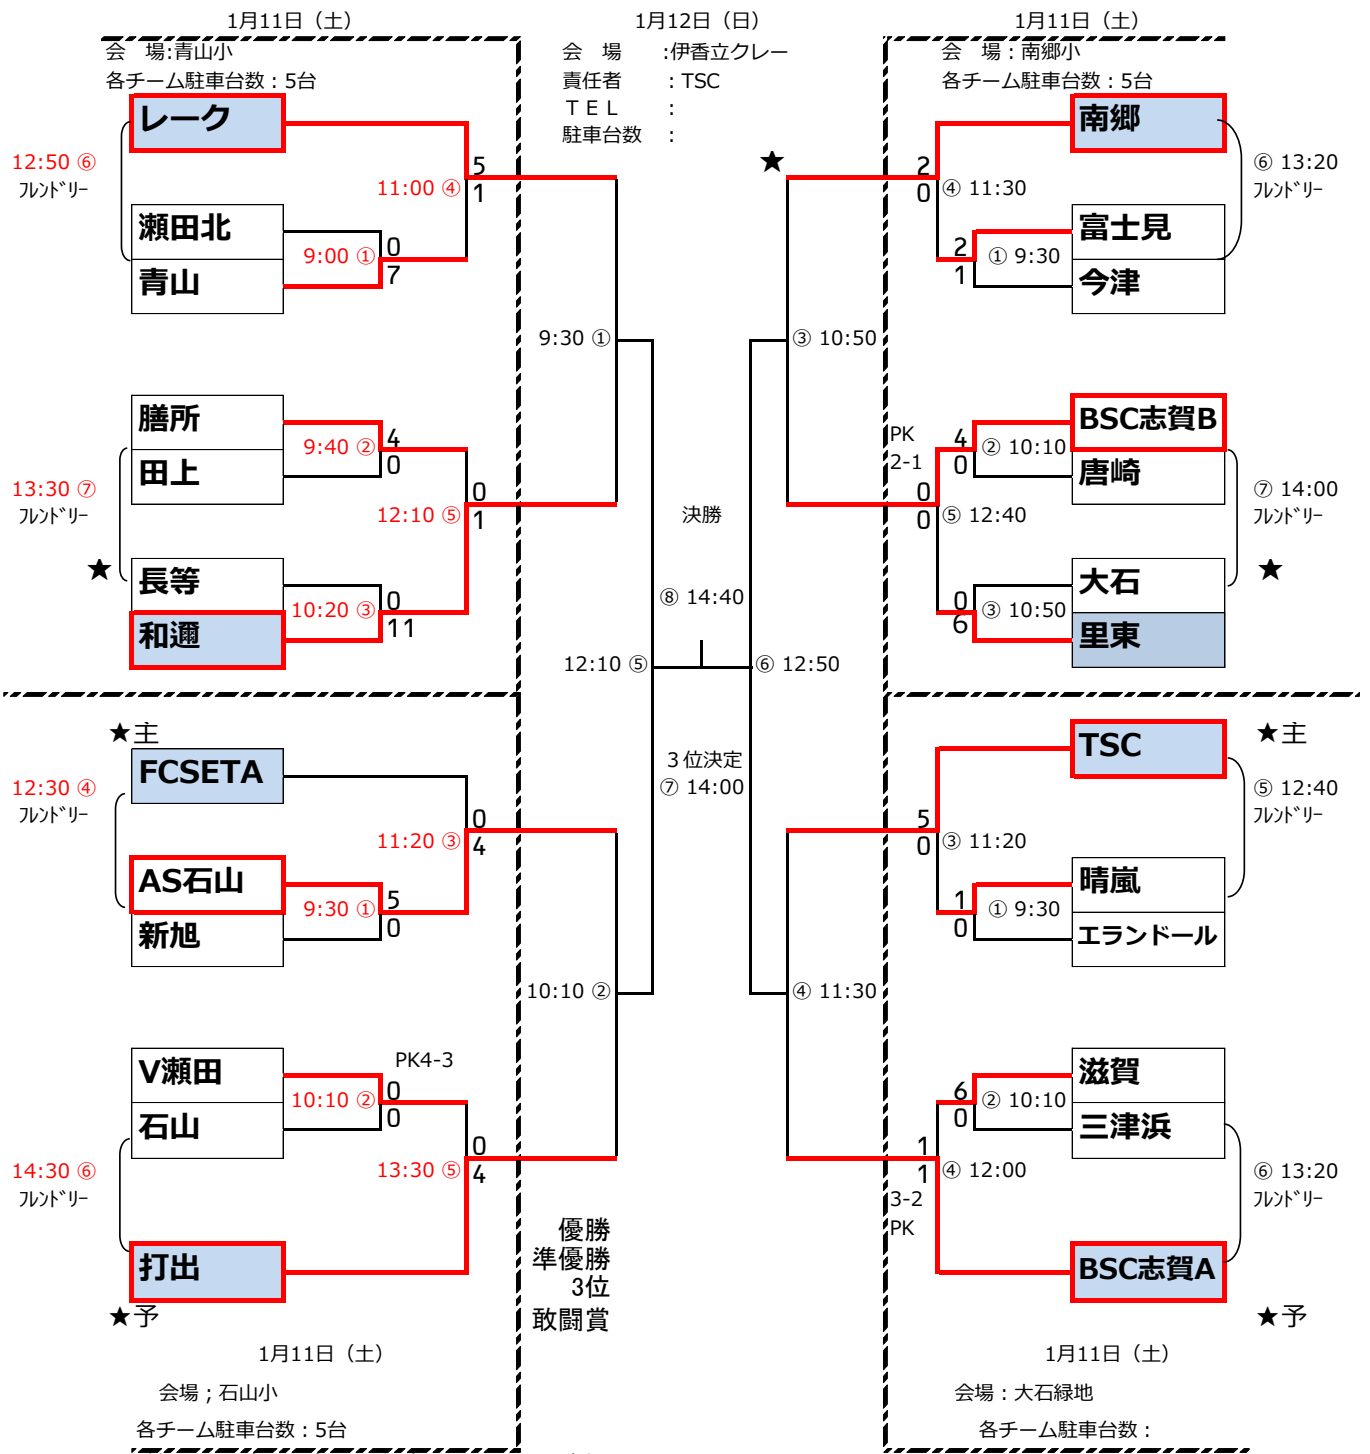 1月11日（土）
1月12日（日）
1月11日（土）
会　場:青山小
各チーム駐車台数：5台
会　場　：伊香立クレー
責任者　：TSC
ＴＥＬ　：
駐車台数　：
会　場：南郷小
各チーム駐車台数：5台
レーク
12:50 ⑥
ﾌﾚﾝﾄﾞﾘｰ
11:00 ④
5
1
瀬田北
9:00 ①
0
7
青山
9:30 ①
膳所
9:40 ②
4
0
田上
13:30 ⑦
ﾌﾚﾝﾄﾞﾘｰ
12:10 ⑤
0
1
★
長等
10:20 ③
0
11
和邇
★
南郷
2
0
④ 11:30
⑥ 13:20
ﾌﾚﾝﾄﾞﾘｰ
富士見
2
1
① 9:30
今津
③ 10:50
BSC志賀B
PK
2-1
4
0
② 10:10
唐崎
0
0
⑤ 12:40
⑦ 14:00
ﾌﾚﾝﾄﾞﾘｰ
大石
★
0
6
③ 10:50
里東
決勝
⑧ 14:40
12:10 ⑤
⑥ 12:50
３位決定
⑦ 14:00
★主
FCSETA
12:30 ④
ﾌﾚﾝﾄﾞﾘｰ
11:20 ③
0
4
AS石山
9:30 ①
5
0
新旭
10:10 ②
V瀬田
PK4-3
10:10 ②
0
0
石山
14:30 ⑥
ﾌﾚﾝﾄﾞﾘｰ
13:30 ⑤
0
4
打出
★予
TSC
★主
⑤ 12:40
ﾌﾚﾝﾄﾞﾘｰ
5
0
③ 11:20
晴嵐
1
0
① 9:30
エランドール
④ 11:30
滋賀
6
0
② 10:10
三津浜
1
1
④ 12:00
3-2
PK
⑥ 13:20
ﾌﾚﾝﾄﾞﾘｰ
BSC志賀A
★予
優勝
準優勝
3位
敢闘賞
1月11日（土）
会場；石山小
各チーム駐車台数：5台
1月11日（土）
会場：大石緑地
各チーム駐車台数：